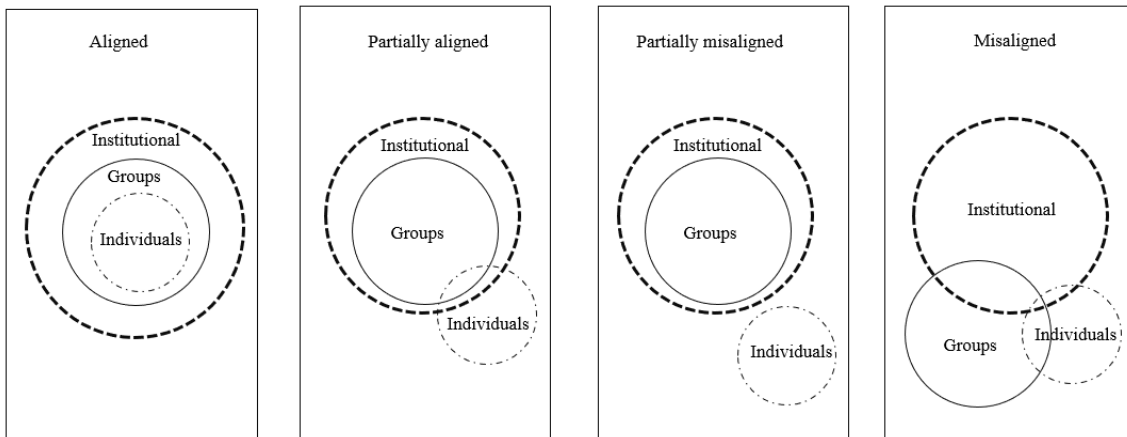 Aligned
Institutional
Groups
Individuals
Partially aligned
Institutional
Groups
Individuals
Partially misaligned
Institutional
Groups
Individuals
Misaligned
Institutional
Groups
Individuals